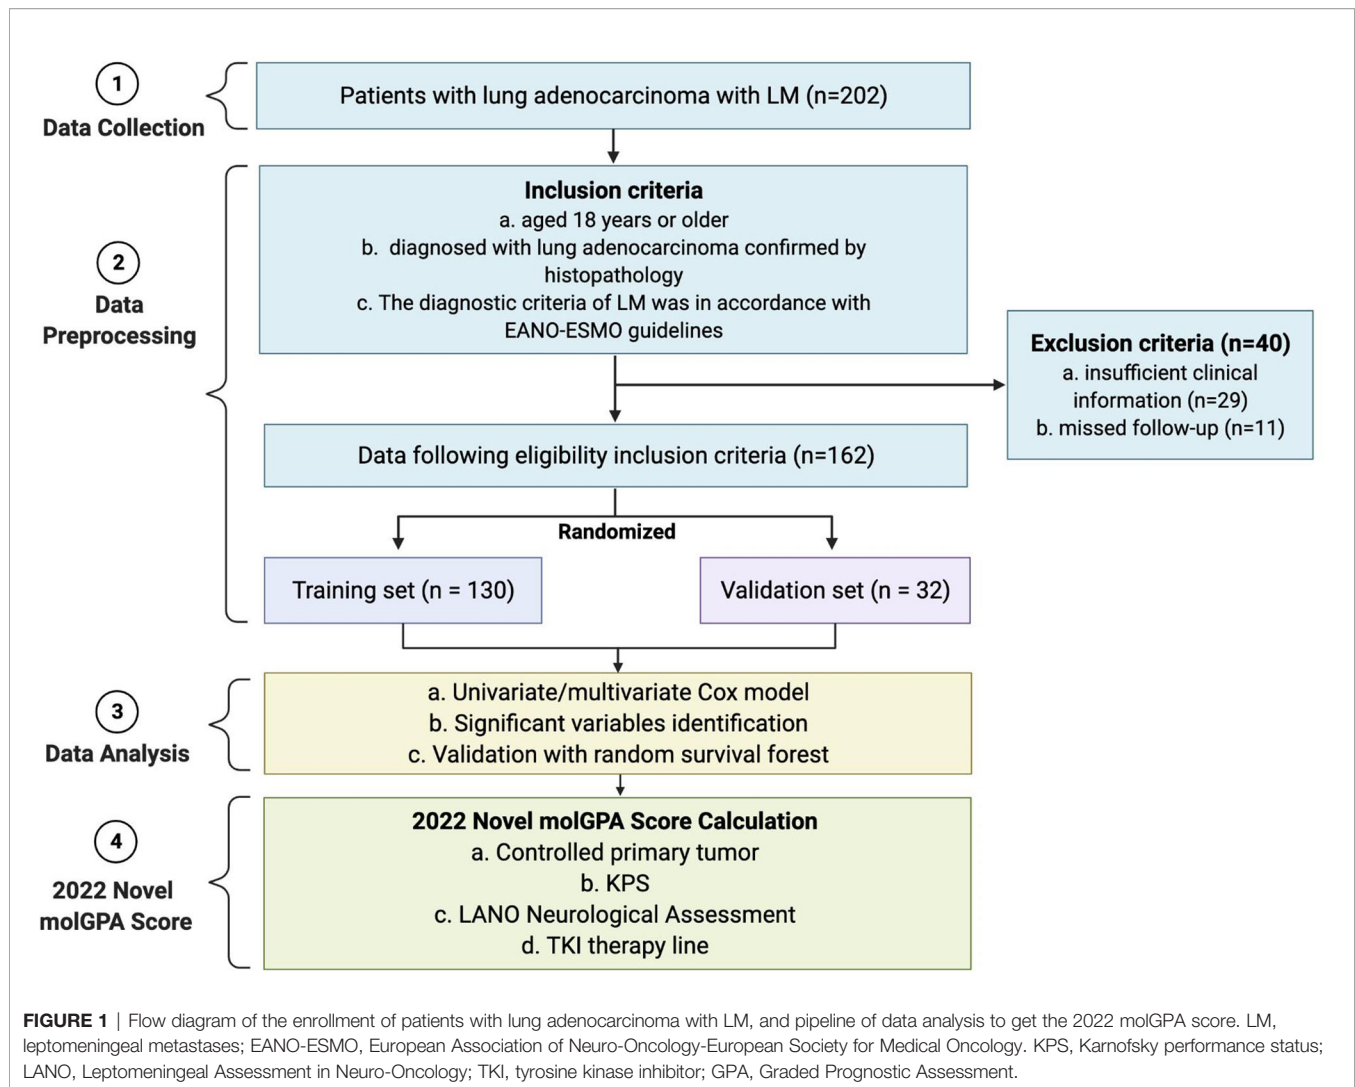 1
Data Collection
Patients with lung adenocarcinoma with LM (n=202)
2
Data
Preprocessing
Inclusion criteria
a. aged 18 years or older
b. diagnosed with lung adenocarcinoma confirmed by
histopathology
c. The diagnostic criteria of LM was in accordance with
EANO-ESMO guidelines
Exclusion criteria (n=40)
a. insufficient clinical
information (n=29)
b. missed follow-up (n=11)
Data following eligibility inclusion criteria (n=162)
Randomized
Training set (n = 130)
Validation set (n = 32)
3
Data Analysis
a. Univariate/multivariate Cox model
b. Significant variables identification
c. Validation with random survival forest
4
2022 Novel
molGPA Score
2022 Novel molGPA Score Calculation
a. Controlled primary tumor
b. KPS
c. LANO Neurological Assessment
d. TKI therapy line
FIGURE 1 | Flow diagram of the enrollment of patients with lung adenocarcinoma with LM, and pipeline of data analysis to get the 2022 molGPA score. LM,
leptomeningeal metastases; EANO-ESMO, European Association of Neuro-Oncology-European Society for Medical Oncology. KPS, Karnofsky performance status;
LANO, Leptomeningeal Assessment in Neuro-Oncology; TKI, tyrosine kinase inhibitor; GPA, Graded Prognostic Assessment.